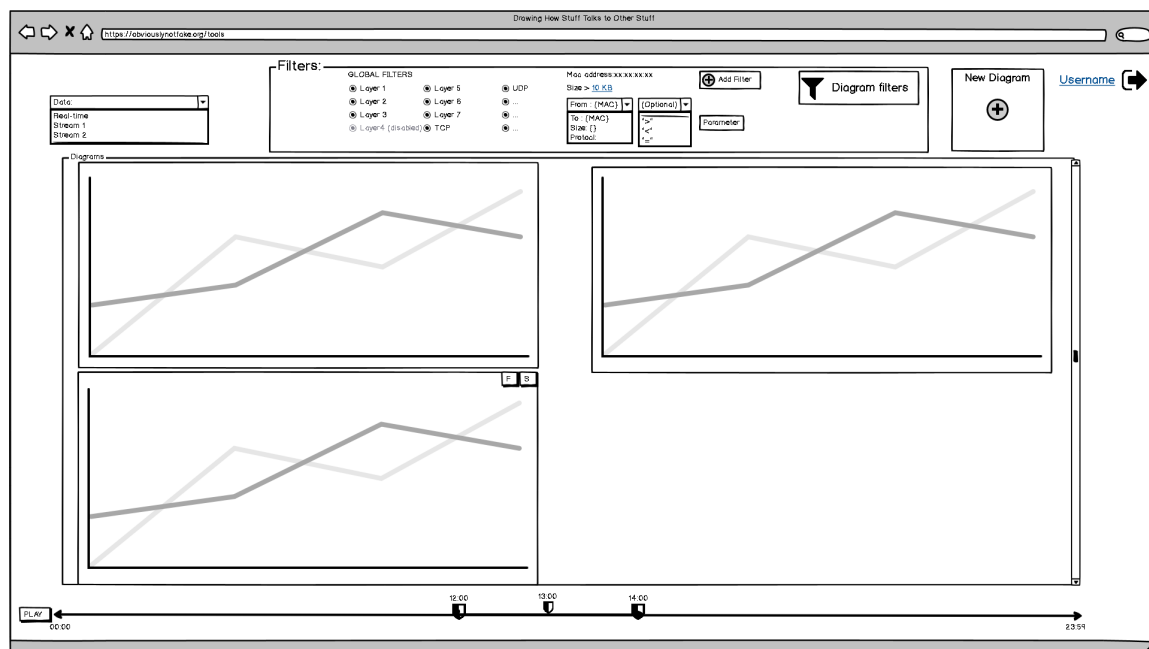 Drawing How Stuff Talks to Other Stuff
https://obviouslynotfake.org/tools
Filters:
GLOBAL FILTERS
Layer 1
Layer 2
Layer 3
Layer4 (disabled)
Layer 5
Layer 6
Layer 7
TCP
UDP
...
...
Mac address:xx:xx:xx:xx
Size > 10 KB
From : {MAC}
To : {MAC}
Size: {}
Protocl:
(Optional)
">"
"<"
"="
Add Filter
Parameter
Diagram filters
New Diagram
Username
Data:
Real-time
Stream 1
Stream 2
Diagrams
F
S
PLAY
00:00
12:00
13:00
14:00
23:59